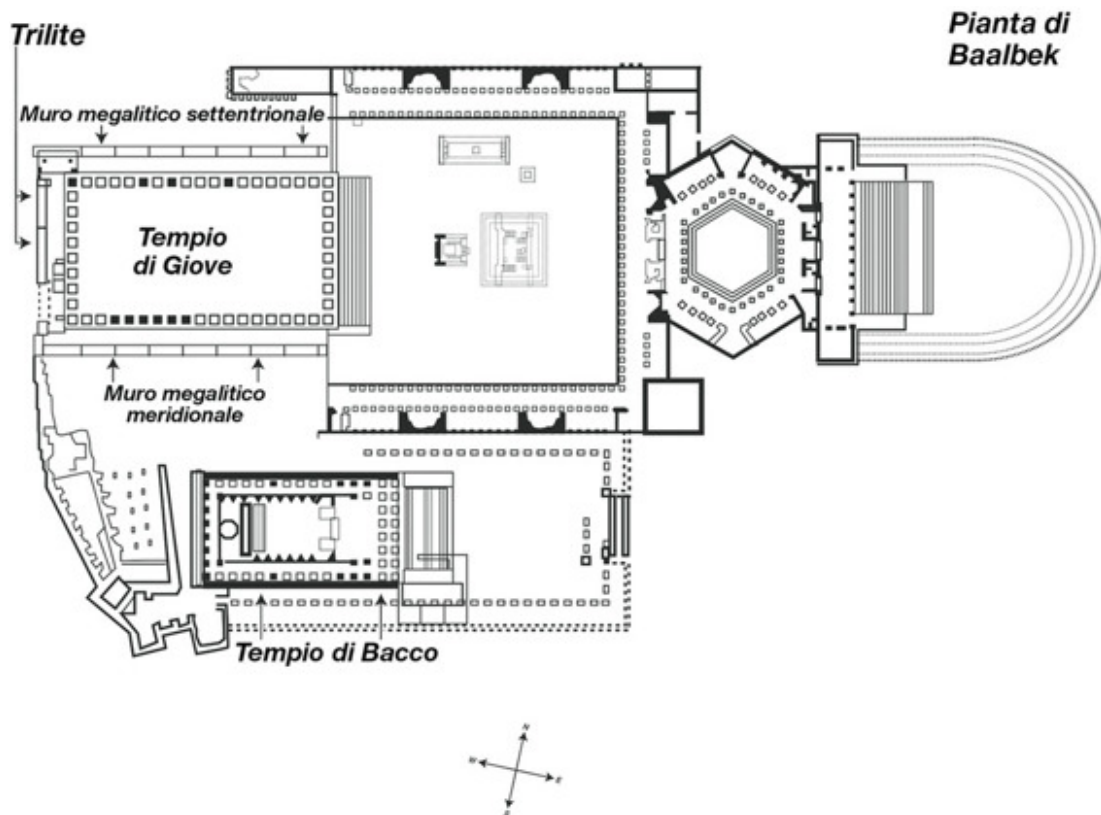 Trilite
Pianta di
Baalbek
Muro megalitico settentrionale
Tempio
di Giove
Muro megalitico
meridionale
Tempio di Bacco
N
W
E
S